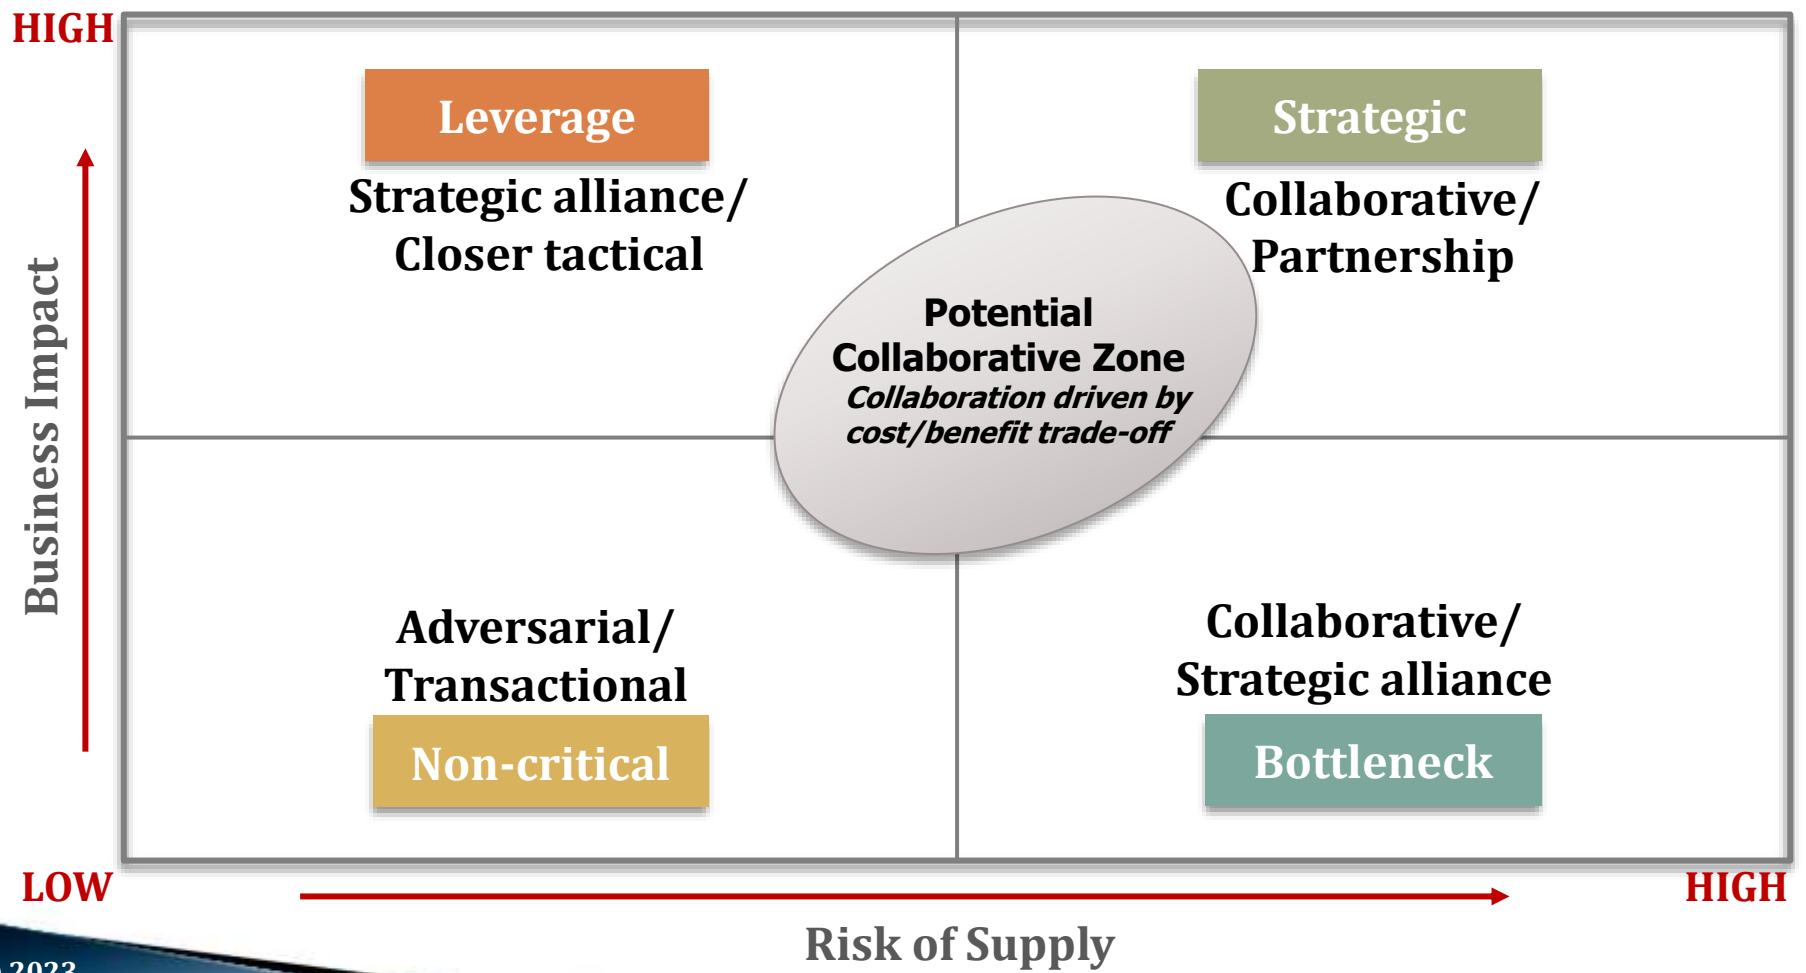 HIGH
Leverage
Strategic alliance/
Closer tactical
Strategic
Collaborative/
Partnership
Business Impact
Potential
Collaborative Zone
Collaboration driven by
cost/benefit trade-off
Adversarial/
Transactional
Non-critical
Collaborative/
Strategic alliance
Bottleneck
LOW
HIGH
Risk of Supply
2023